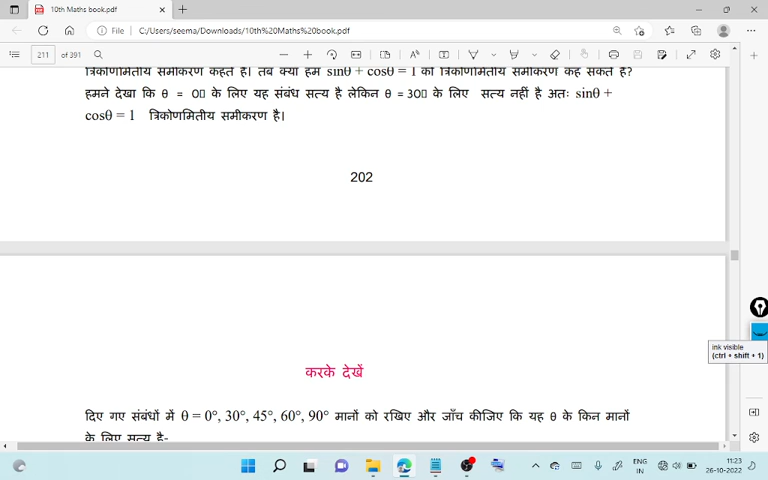 10th Maths book.pdf
File
C:/Users/seema/Downloads/10th%20Maths%20book.pdf
211 of 391
त्रिकोणमितीय समीकरण कहते हैं। तब क्या हम sinθ + cosθ = 1 को त्रिकोणमितीय समीकरण कह सकते हैं?
हमने देखा कि θ = 0▯ के लिए यह संबंध सत्य है लेकिन θ = 30▯ के लिए सत्य नहीं है अतः sinθ +
cosθ = 1 त्रिकोणमितीय समीकरण है।
202
ink visible
(ctrl + shift + 1)
करके देखें
दिए गए संबंधों में θ = 0°, 30°, 45°, 60°, 90° मानों को रखिए और जाँच कीजिए कि यह θ के किन मानों
के लिए सत्य है-
ENG
IN
11:23
26-10-2022